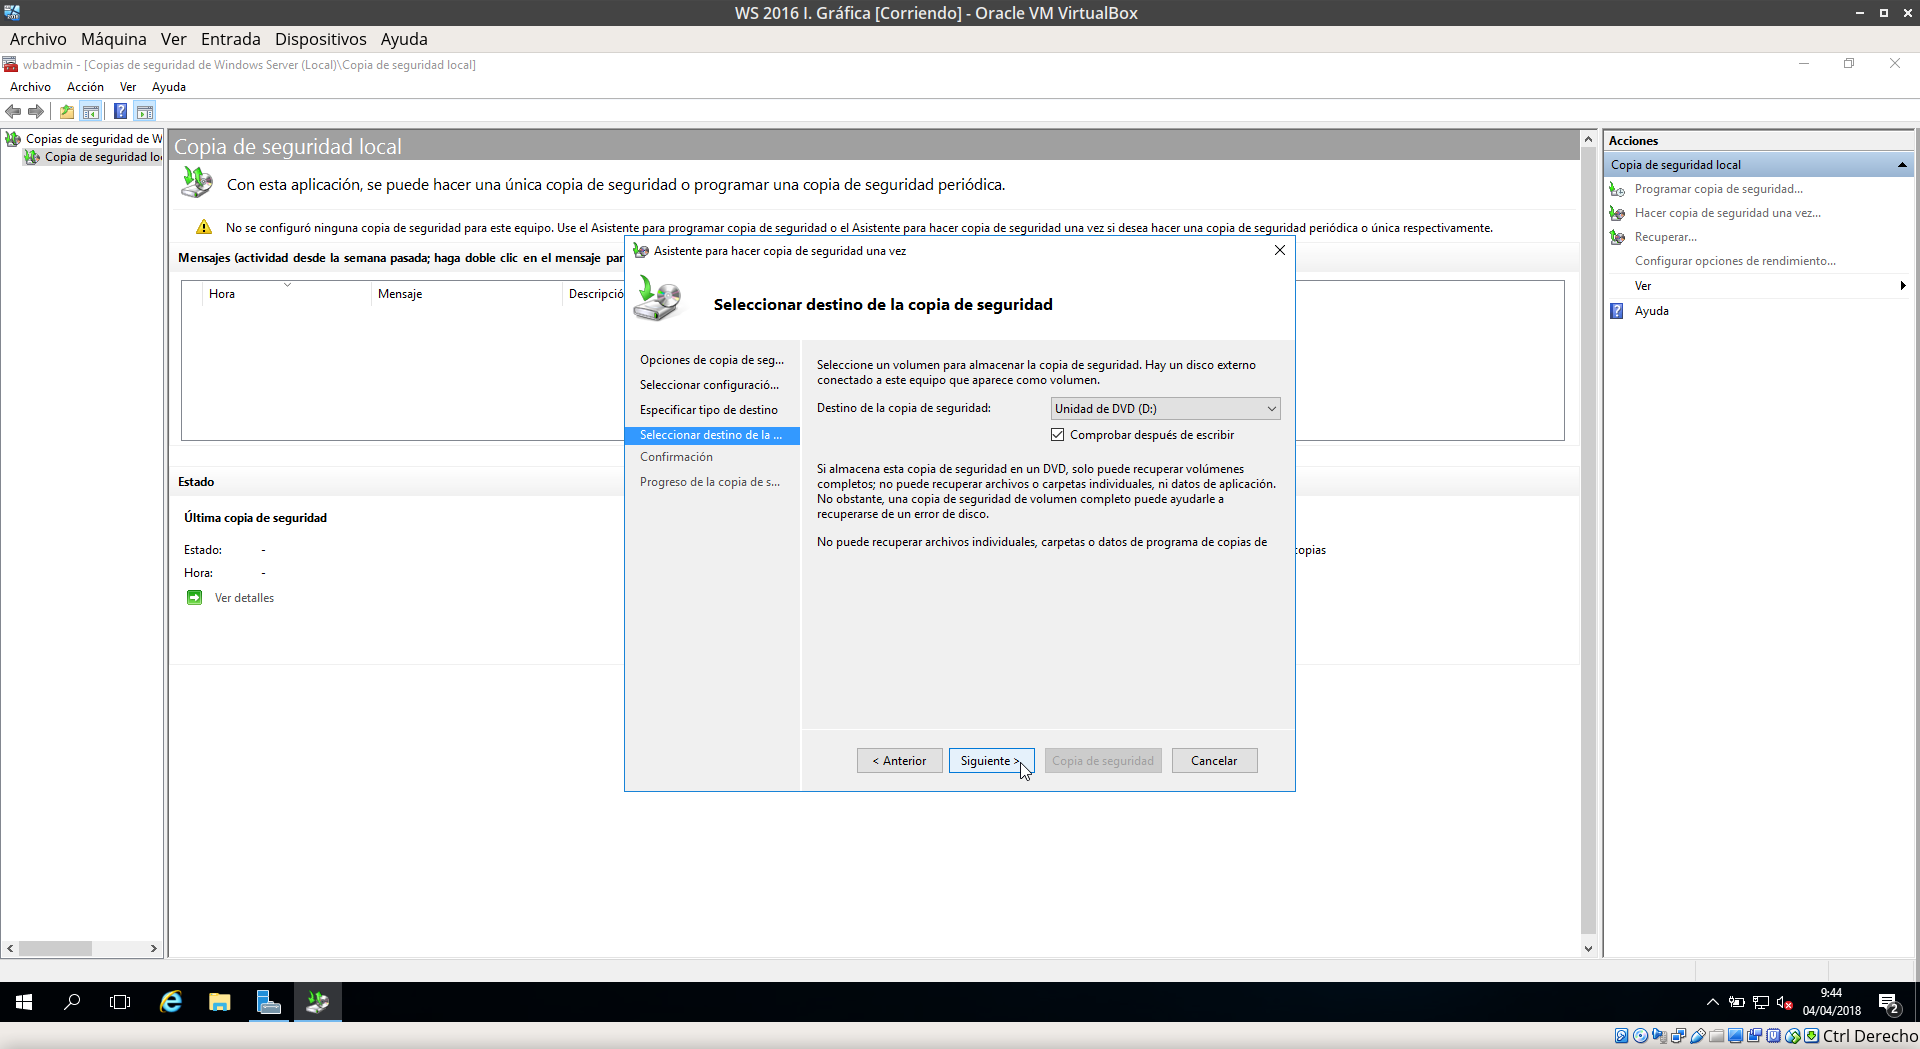 WS 2016 I. Gráfica [Corriendo] - Oracle VM VirtualBox
Archivo Máquina Ver Entrada Dispositivos Ayuda
wbadmin - [Copias de seguridad de Windows Server (Local)\Copia de seguridad local]
Archivo Acción Ver Ayuda
Copias de seguridad de W
Copia de seguridad lo
Copia de seguridad local
Con esta aplicación, se puede hacer una única copia de seguridad o programar una copia de seguridad periódica.
No se configuró ninguna copia de seguridad para este equipo. Use el Asistente para programar copia de seguridad o el Asistente para hacer copia de seguridad una vez si desea hacer una copia de seguridad periódica o única respectivamente.
Mensajes (actividad desde la semana pasada; haga doble clic en el mensaje par
Hora Mensaje Descripció
Estado
Última copia de seguridad
Estado: -
Hora: -
Ver detalles
copias
Asistente para hacer copia de seguridad una vez
Seleccionar destino de la copia de seguridad
Opciones de copia de seg...
Seleccionar configuració...
Especificar tipo de destino
Seleccionar destino de la ...
Confirmación
Progreso de la copia de s...
Seleccione un volumen para almacenar la copia de seguridad. Hay un disco externo
conectado a este equipo que aparece como volumen.
Destino de la copia de seguridad: Unidad de DVD (D:)
Comprobar después de escribir
Si almacena esta copia de seguridad en un DVD, solo puede recuperar volúmenes
completos; no puede recuperar archivos o carpetas individuales, ni datos de aplicación.
No obstante, una copia de seguridad de volumen completo puede ayudarle a
recuperarse de un error de disco.
No puede recuperar archivos individuales, carpetas o datos de programa de copias de
< Anterior Siguiente > Copia de seguridad Cancelar
Acciones
Copia de seguridad local
Programar copia de seguridad...
Hacer copia de seguridad una vez...
Recuperar...
Configurar opciones de rendimiento...
Ver
Ayuda
9:44
04/04/2018
2
Ctrl Derecho